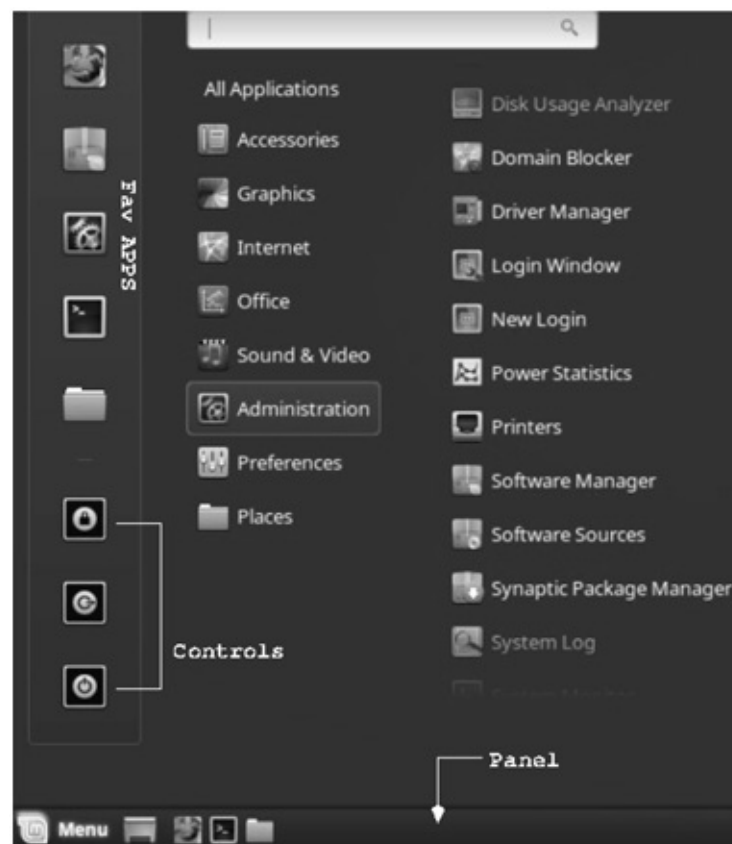 Fav APPS
All Applications
Accessories
Graphics
Internet
Office
Sound & Video
Administration
Preferences
Places
Disk Usage Analyzer
Domain Blocker
Driver Manager
Login Window
New Login
Power Statistics
Printers
Software Manager
Software Sources
Synaptic Package Manager
System Log
System Monitor
Controls
Panel
Menu